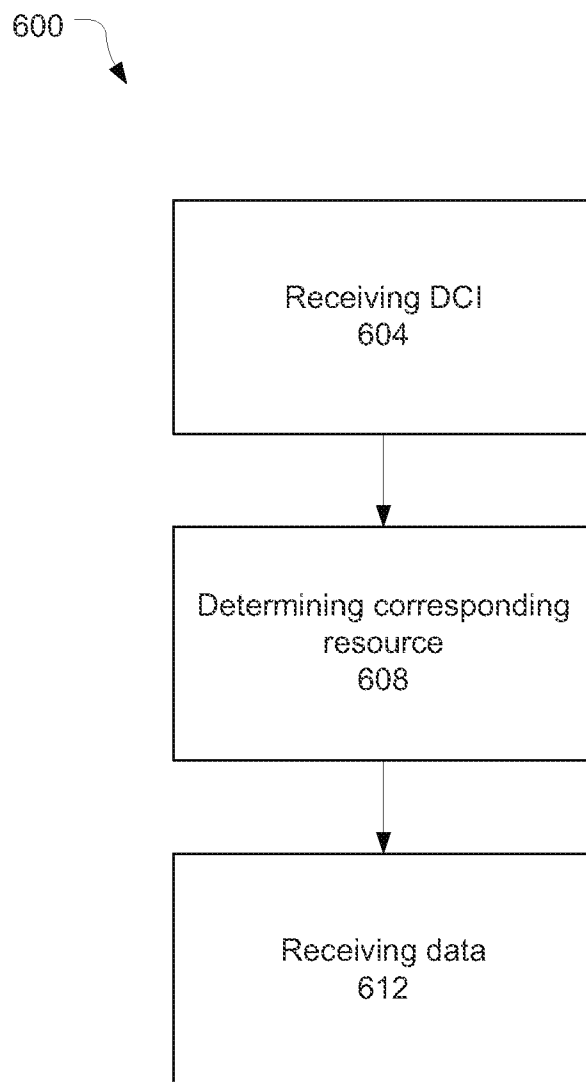 600
Receiving DCI
604
Determining corresponding
resource
608
Receiving data
612